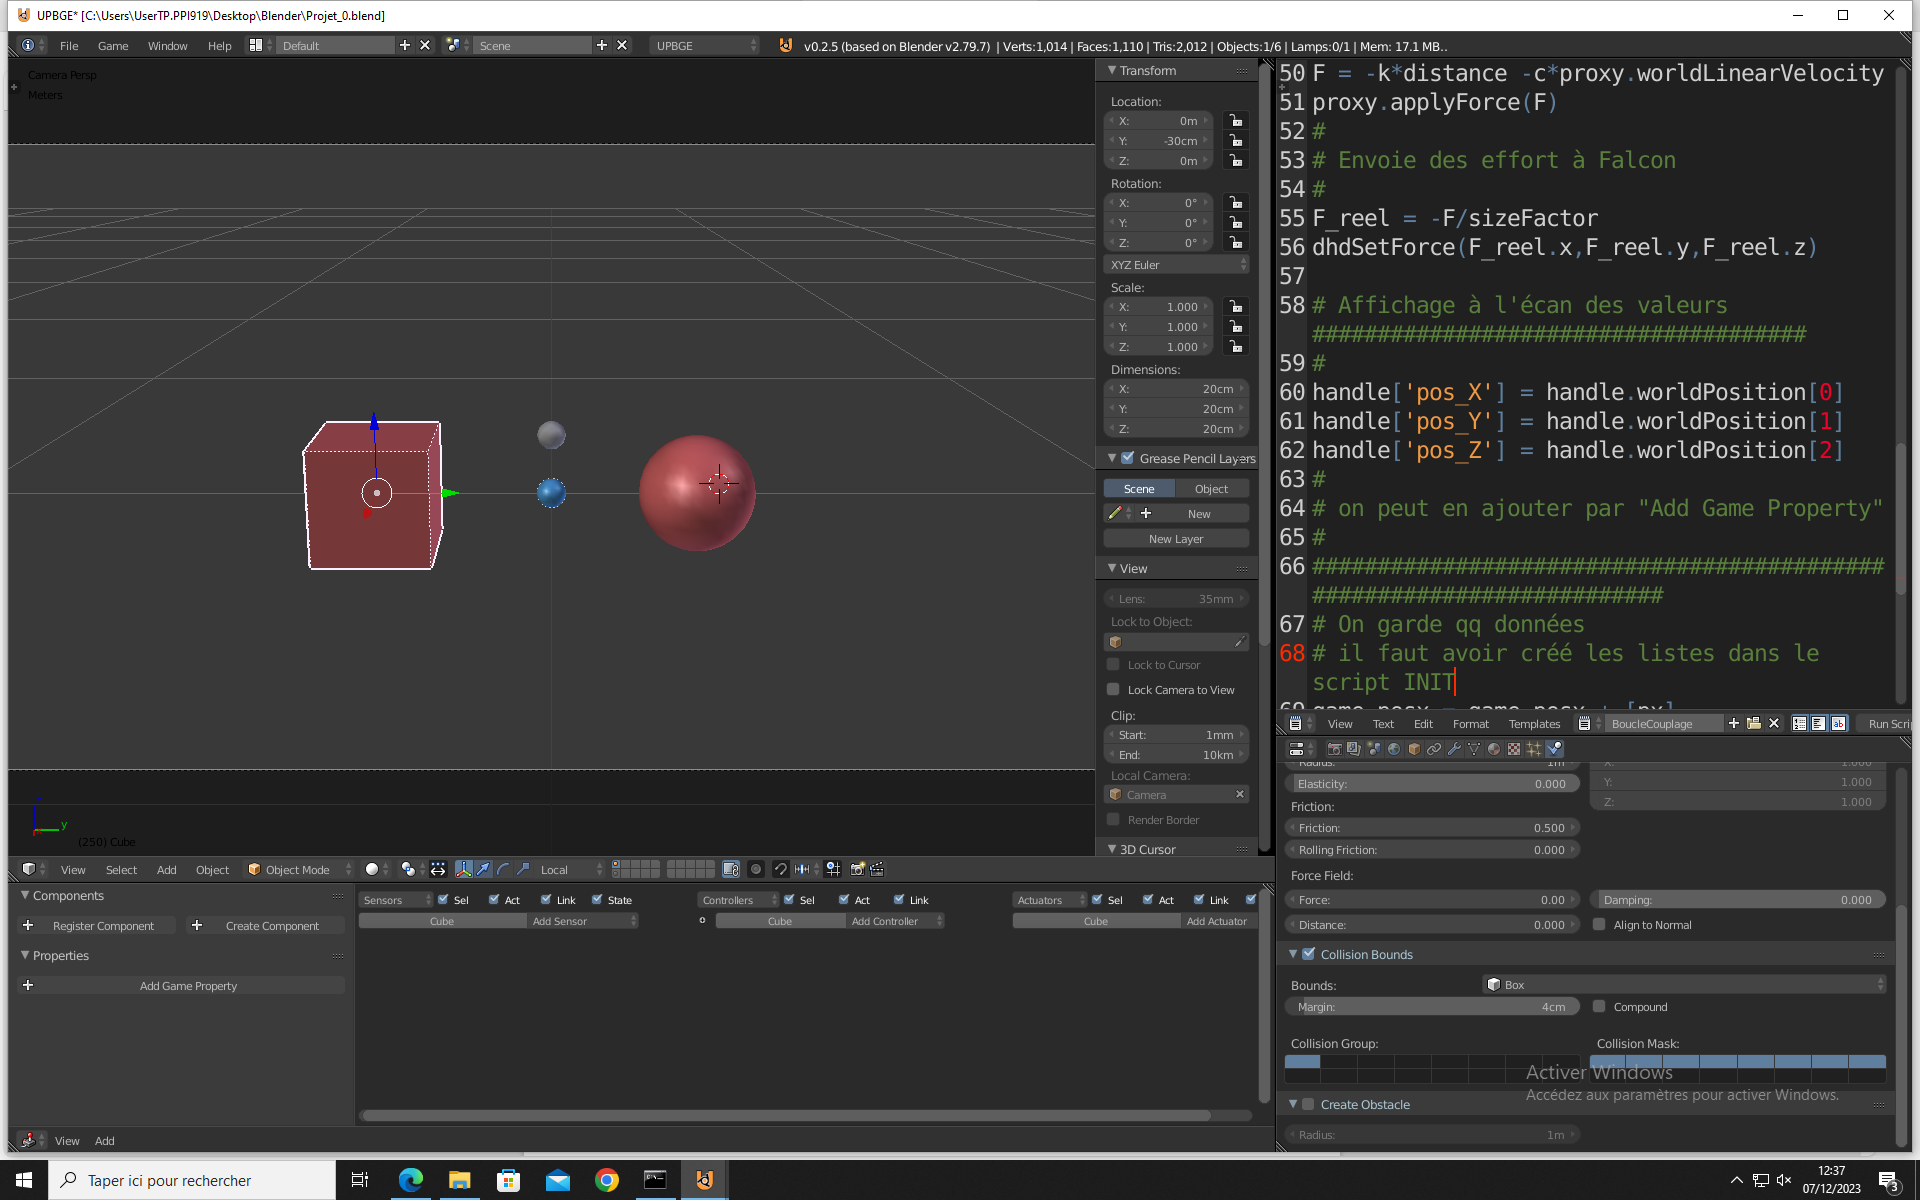 UPBGE* [C:\Users\UserTP.PPI919\Desktop\Blender\Projet_0.blend]
File Game Window Help Default Scene UPBGE v0.2.5 (based on Blender v2.79.7) | Verts:1,014 | Faces:1,110 | Tris:2,012 | Objects:1/6 | Lamps:0/1 | Mem: 17.1 MB..
Camera Persp
Meters
(250) Cube
y
View Select Add Object Object Mode Local
Transform
Location:
X: 0m
Y: -30cm
Z: 0m
Rotation:
X: 0°
Y: 0°
Z: 0°
XYZ Euler
Scale:
X: 1.000
Y: 1.000
Z: 1.000
Dimensions:
X: 20cm
Y: 20cm
Z: 20cm
Grease Pencil Layers
Scene Object
New
New Layer
View
Lens: 35mm
Lock to Object:
Lock to Cursor
Lock Camera to View
Clip:
Start: 1mm
End: 10km
Local Camera:
Camera
Render Border
3D Cursor
50 F = -k*distance -c*proxy.worldLinearVelocity
51 proxy.applyForce(F)
52 #
53 # Envoie des effort à Falcon
54 #
55 F_reel = -F/sizeFactor
56 dhdSetForce(F_reel.x,F_reel.y,F_reel.z)
57
58 # Affichage à l'écan des valeurs
######################################
59 #
60 handle['pos_X'] = handle.worldPosition[0]
61 handle['pos_Y'] = handle.worldPosition[1]
62 handle['pos_Z'] = handle.worldPosition[2]
63 #
64 # on peut en ajouter par "Add Game Property"
65 #
66 ############################################
###########################
67 # On garde qq données
68 # il faut avoir créé les listes dans le
script INIT
69 game.posx = game.posx + [px]
View Text Edit Format Templates BoucleCouplage Run Scri
Radius: 1m
X: 1.000
Elasticity: 0.000
Y: 1.000
Z: 1.000
Friction:
Friction: 0.500
Rolling Friction: 0.000
Force Field:
Force: 0.00
Damping: 0.000
Distance: 0.000
Align to Normal
Collision Bounds
Bounds: Box
Margin: 4cm
Compound
Collision Group: Collision Mask:
Activer Windows
Accédez aux paramètres pour activer Windows.
Create Obstacle
Radius: 1m
Components
Register Component Create Component
Properties
Add Game Property
Sensors Sel Act Link State
Cube Add Sensor
Controllers Sel Act Link
Cube Add Controller
Actuators Sel Act Link
Cube Add Actuator
View Add
Taper ici pour rechercher
12:37
07/12/2023
3